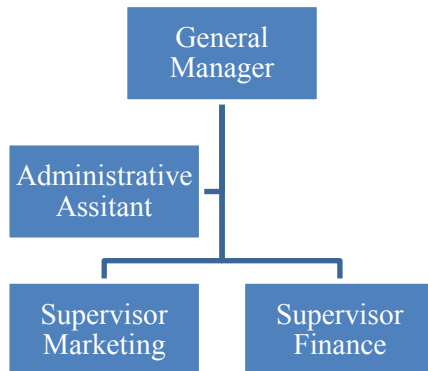 General
Manager
Administrative
Assitant
Supervisor
Marketing
Supervisor
Finance